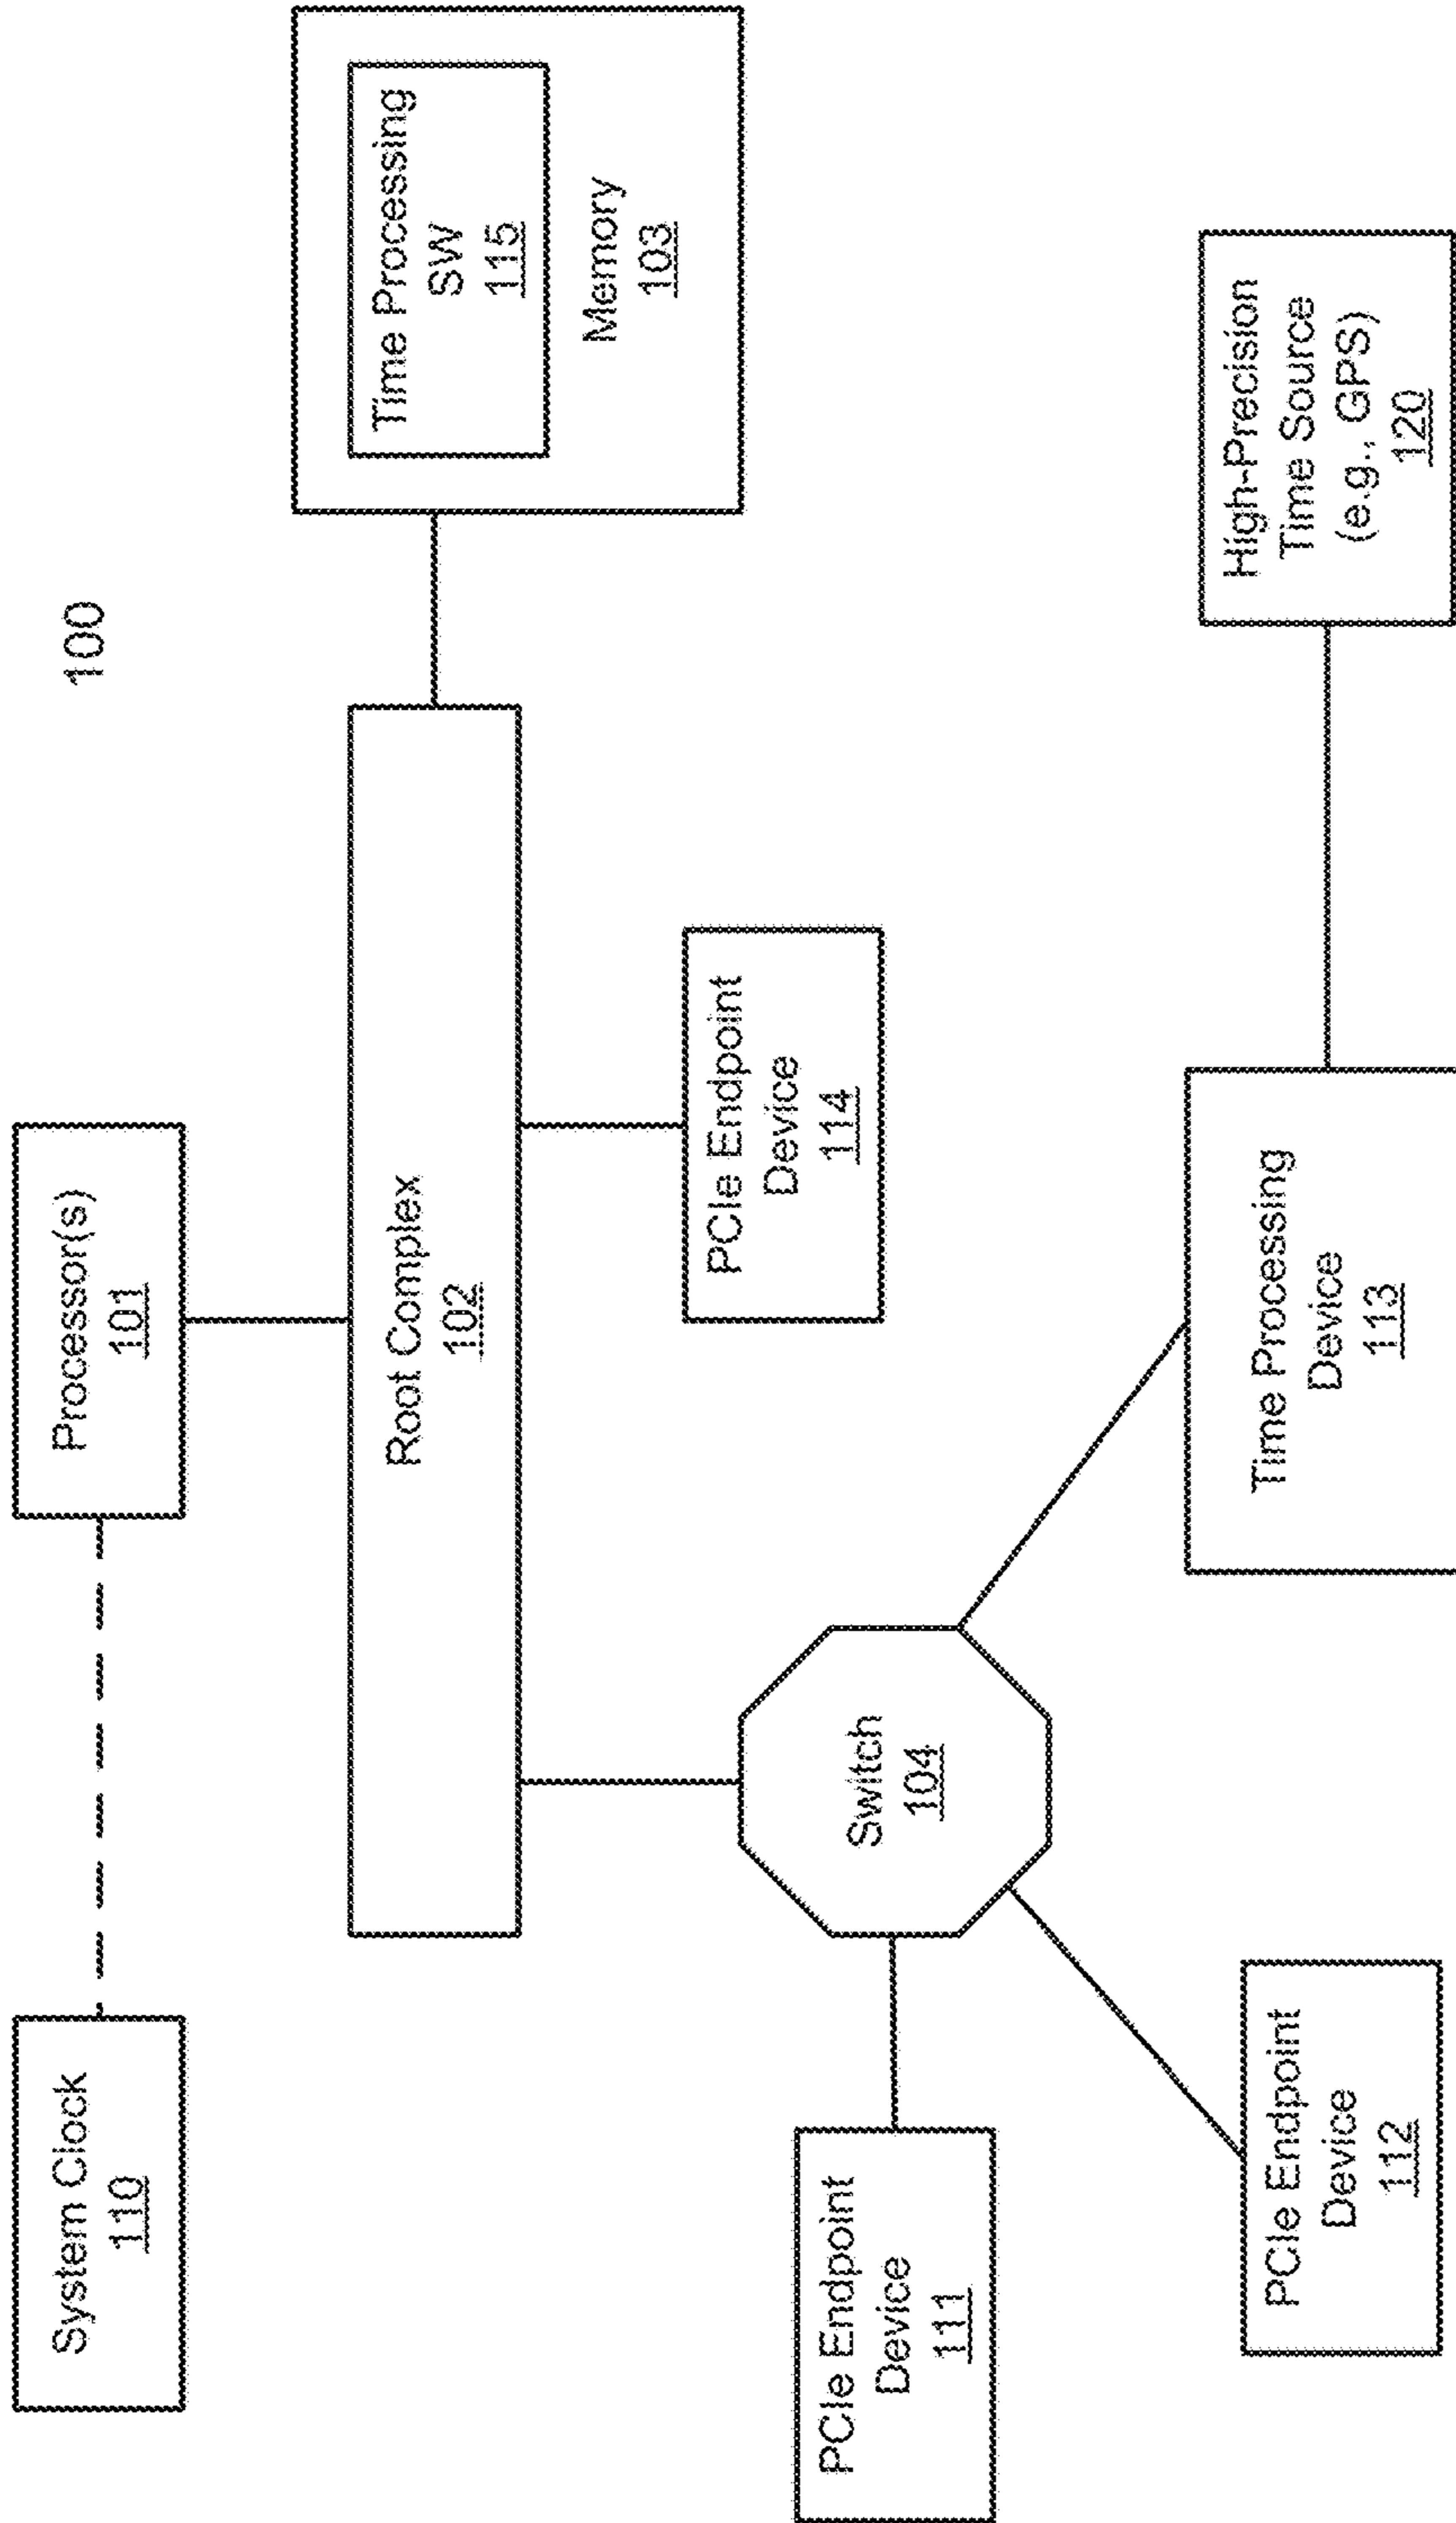 100
System Clock
110
Processor(s)
101
Root Complex
102
Time Processing
SW
115
Memory
103
Switch
104
PCIe Endpoint
Device
114
PCIe Endpoint
Device
111
PCIe Endpoint
Device
112
Time Processing
Device
113
High-Precision
Time Source
(e.g., GPS)
120